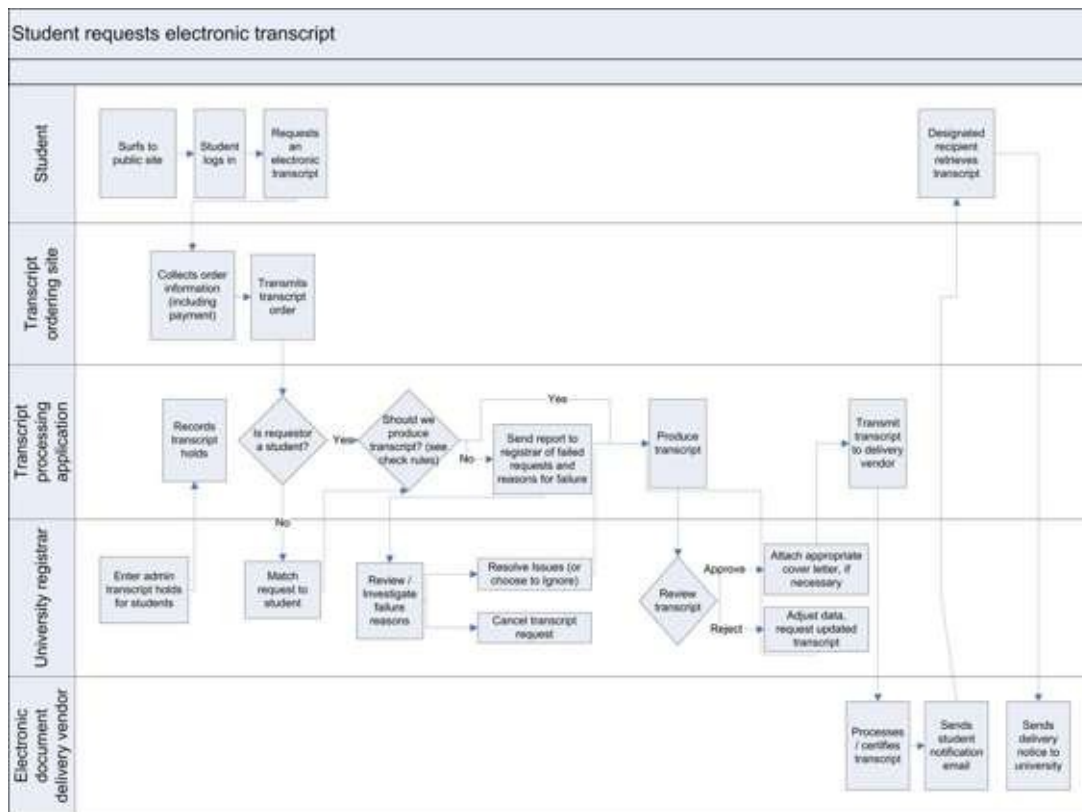 Student requests electronic transcript
Student
Surfs to
public site
Student
logs in
Requests
an
electronic
transcript
Designated
recipient
retrieves
transcript
Transcript
ordering site
Collects order
information
(including
payment)
Transmits
transcript
order
Transcript
processing
application
Records
transcript
holds
Is requestor
a student?
Yes
Should we
produce
transcript? (see
check rules)
Yes
No
Send report to
registrar of failed
requests and
reasons for failure
Produce
transcript
Transmit
transcript
to delivery
vendor
No
University registrar
Enter admin
transcript holds
for students
Match
request to
student
Review /
Investigate
failure
reasons
Resolve Issues (or
choose to Ignore)
Cancel transcript
request
Review
transcript
Approve
Reject
Attach appropriate
cover letter, if
necessary
Adjust data,
request updated
transcript
Electronic
document
delivery vendor
Processes
/ certifies
transcript
Sends
student
notification
email
Sends
delivery
notice to
university